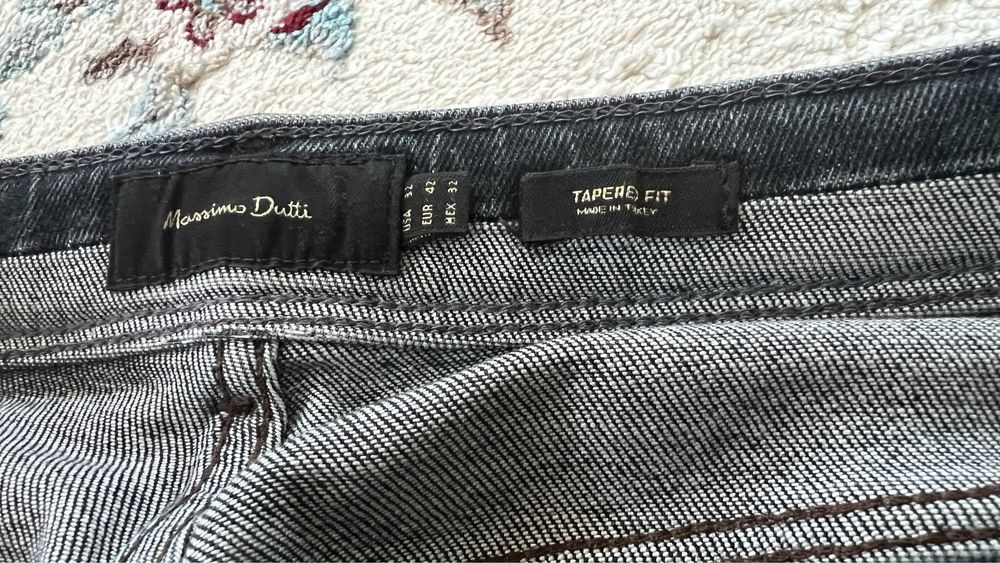 Massimo Dutti
USA 32
EUR 42
MEX 32
TAPERED FIT
MADE IN TURKEY